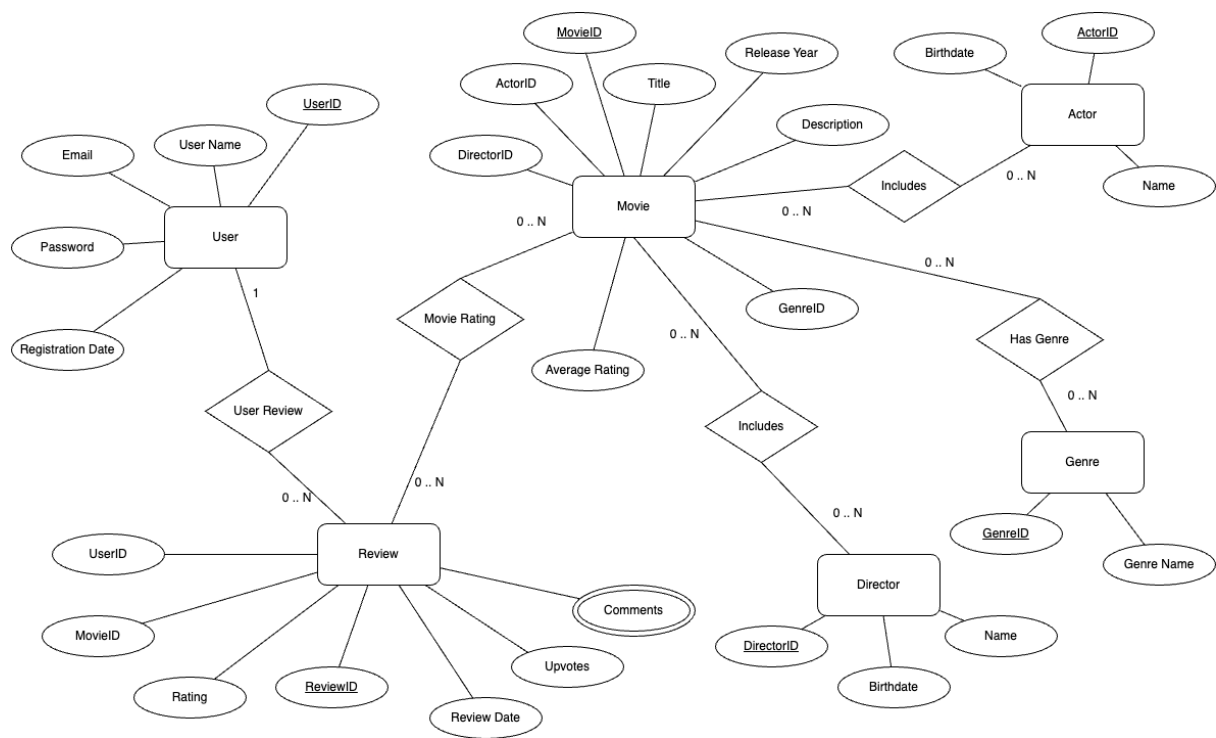 MovieID
ActorID
Release Year
Birthdate
ActorID
Title
UserID
Actor
Description
User Name
Email
DirectorID
Includes
0 .. N
Name
Movie
0 .. N
0 .. N
User
Password
0 .. N
1
GenreID
Movie Rating
0 .. N
Has Genre
Registration Date
Average Rating
0 .. N
User Review
Includes
Genre
0 .. N
0 .. N
0 .. N
GenreID
UserID
Review
Genre Name
Director
Comments
MovieID
Name
DirectorID
Upvotes
Birthdate
Rating
ReviewID
Review Date